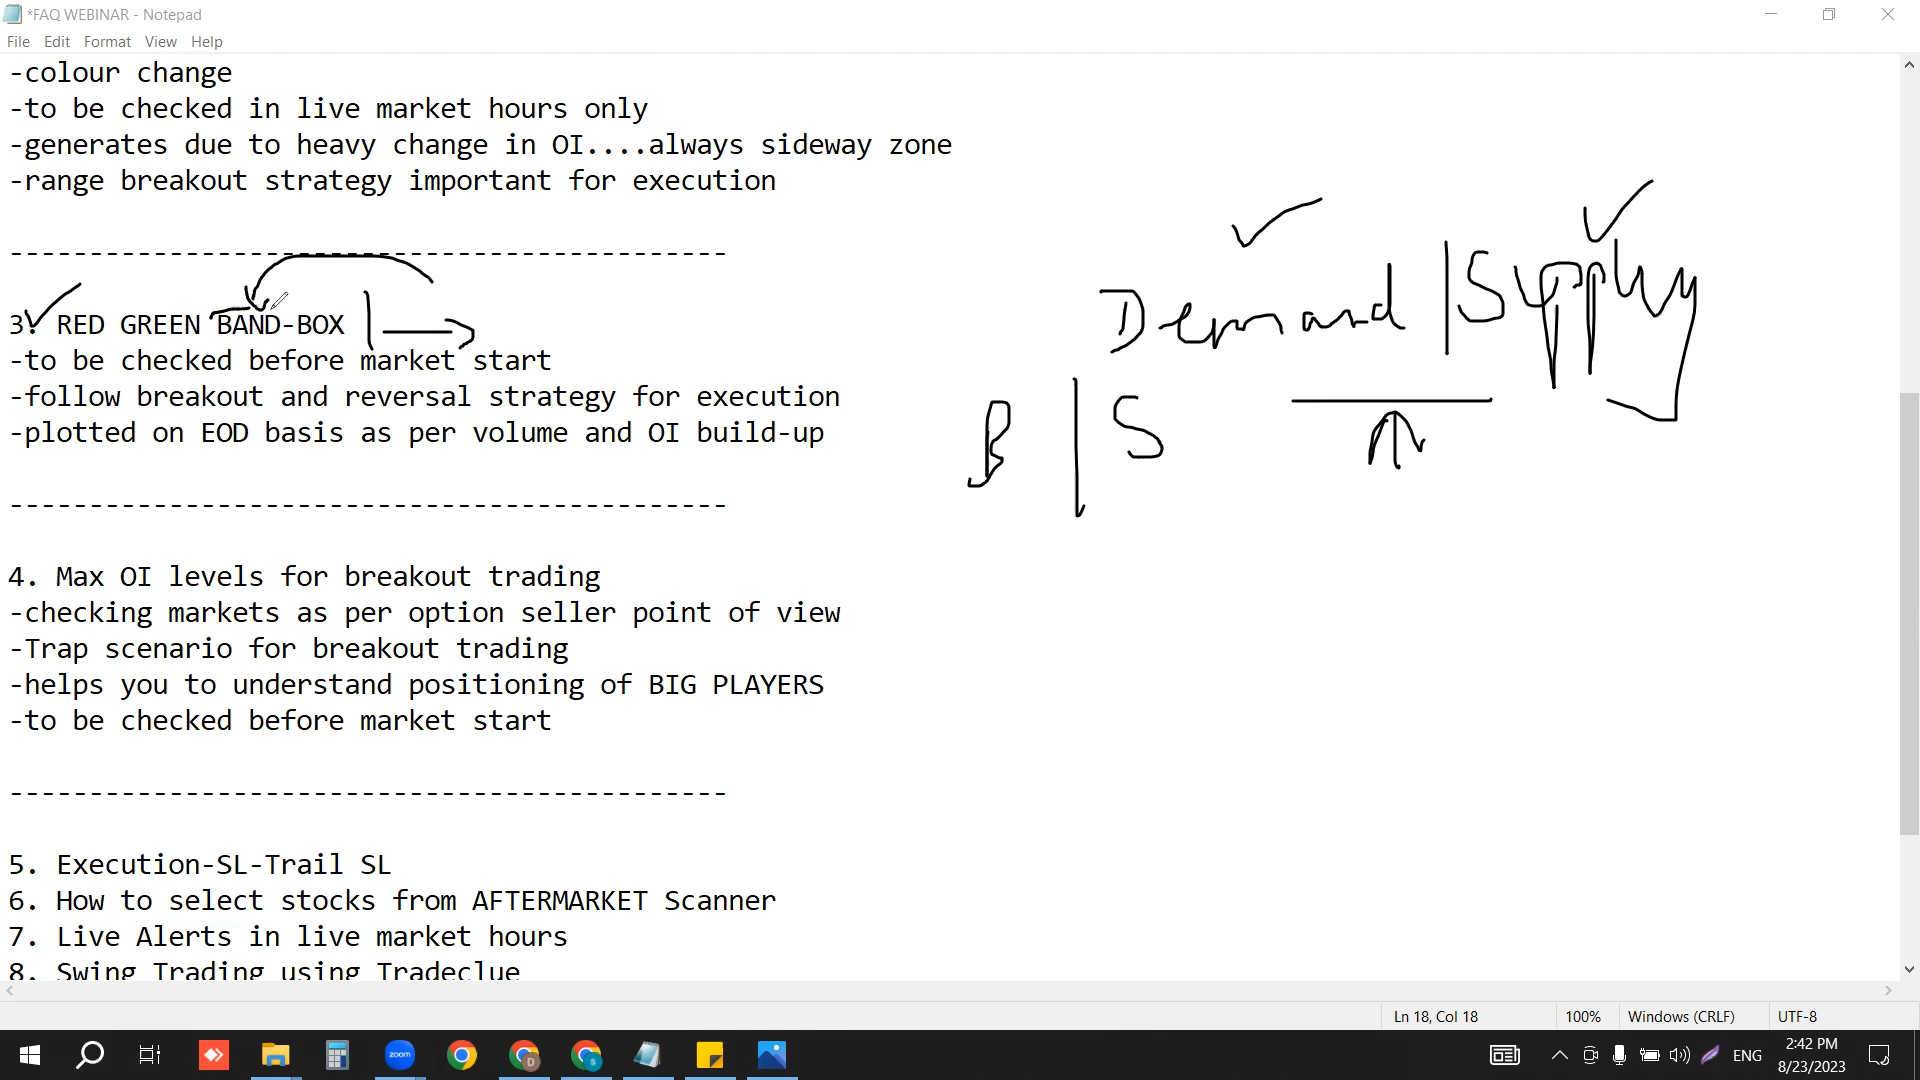 *FAQ WEBINAR - Notepad
File Edit Format View Help
-colour change
-to be checked in live market hours only
-generates due to heavy change in OI....always sideway zone
-range breakout strategy important for execution
---------------------------------------------
3. RED GREEN BAND-BOX
-to be checked before market start
-follow breakout and reversal strategy for execution
-plotted on EOD basis as per volume and OI build-up
---------------------------------------------
4. Max OI levels for breakout trading
-checking markets as per option seller point of view
-Trap scenario for breakout trading
-helps you to understand positioning of BIG PLAYERS
-to be checked before market start
---------------------------------------------
5. Execution-SL-Trail SL
6. How to select stocks from AFTERMARKET Scanner
7. Live Alerts in live market hours
8. Swing Trading using Tradeclue
Demand | Supply
B | S
Ln 18, Col 18 100% Windows (CRLF) UTF-8
zoom D S ENG 2:42 PM
8/23/2023